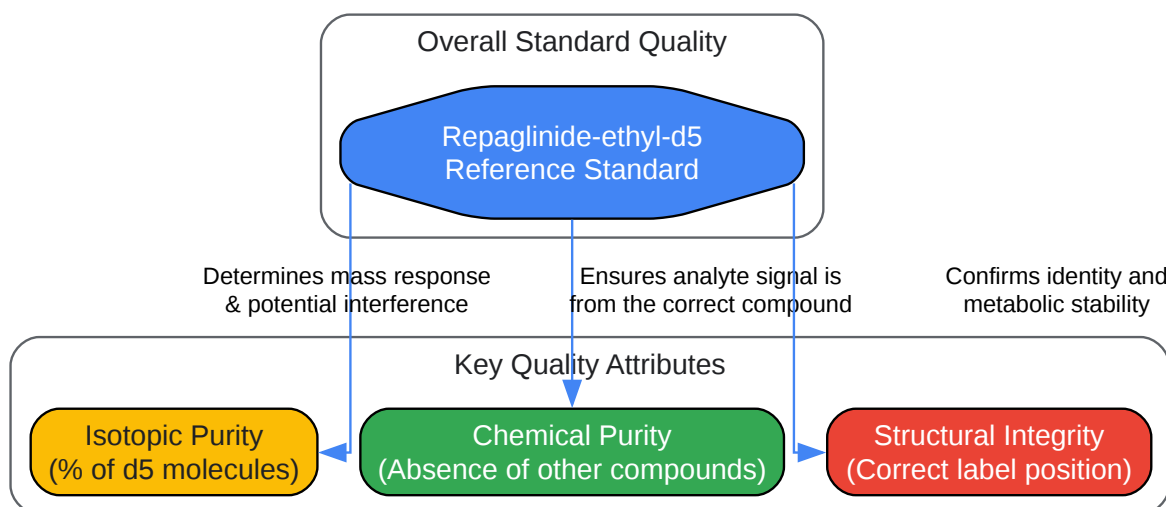 Overall Standard Quality
Repaglinide-ethyl-d5
Reference Standard
Determines mass response
& potential interference
Ensures analyte signal is
from the correct compound
Confirms identity and
metabolic stability
Key Quality Attributes
Isotopic Purity
(% of d5 molecules)
Chemical Purity
(Absence of other compounds)
Structural Integrity
(Correct label position)